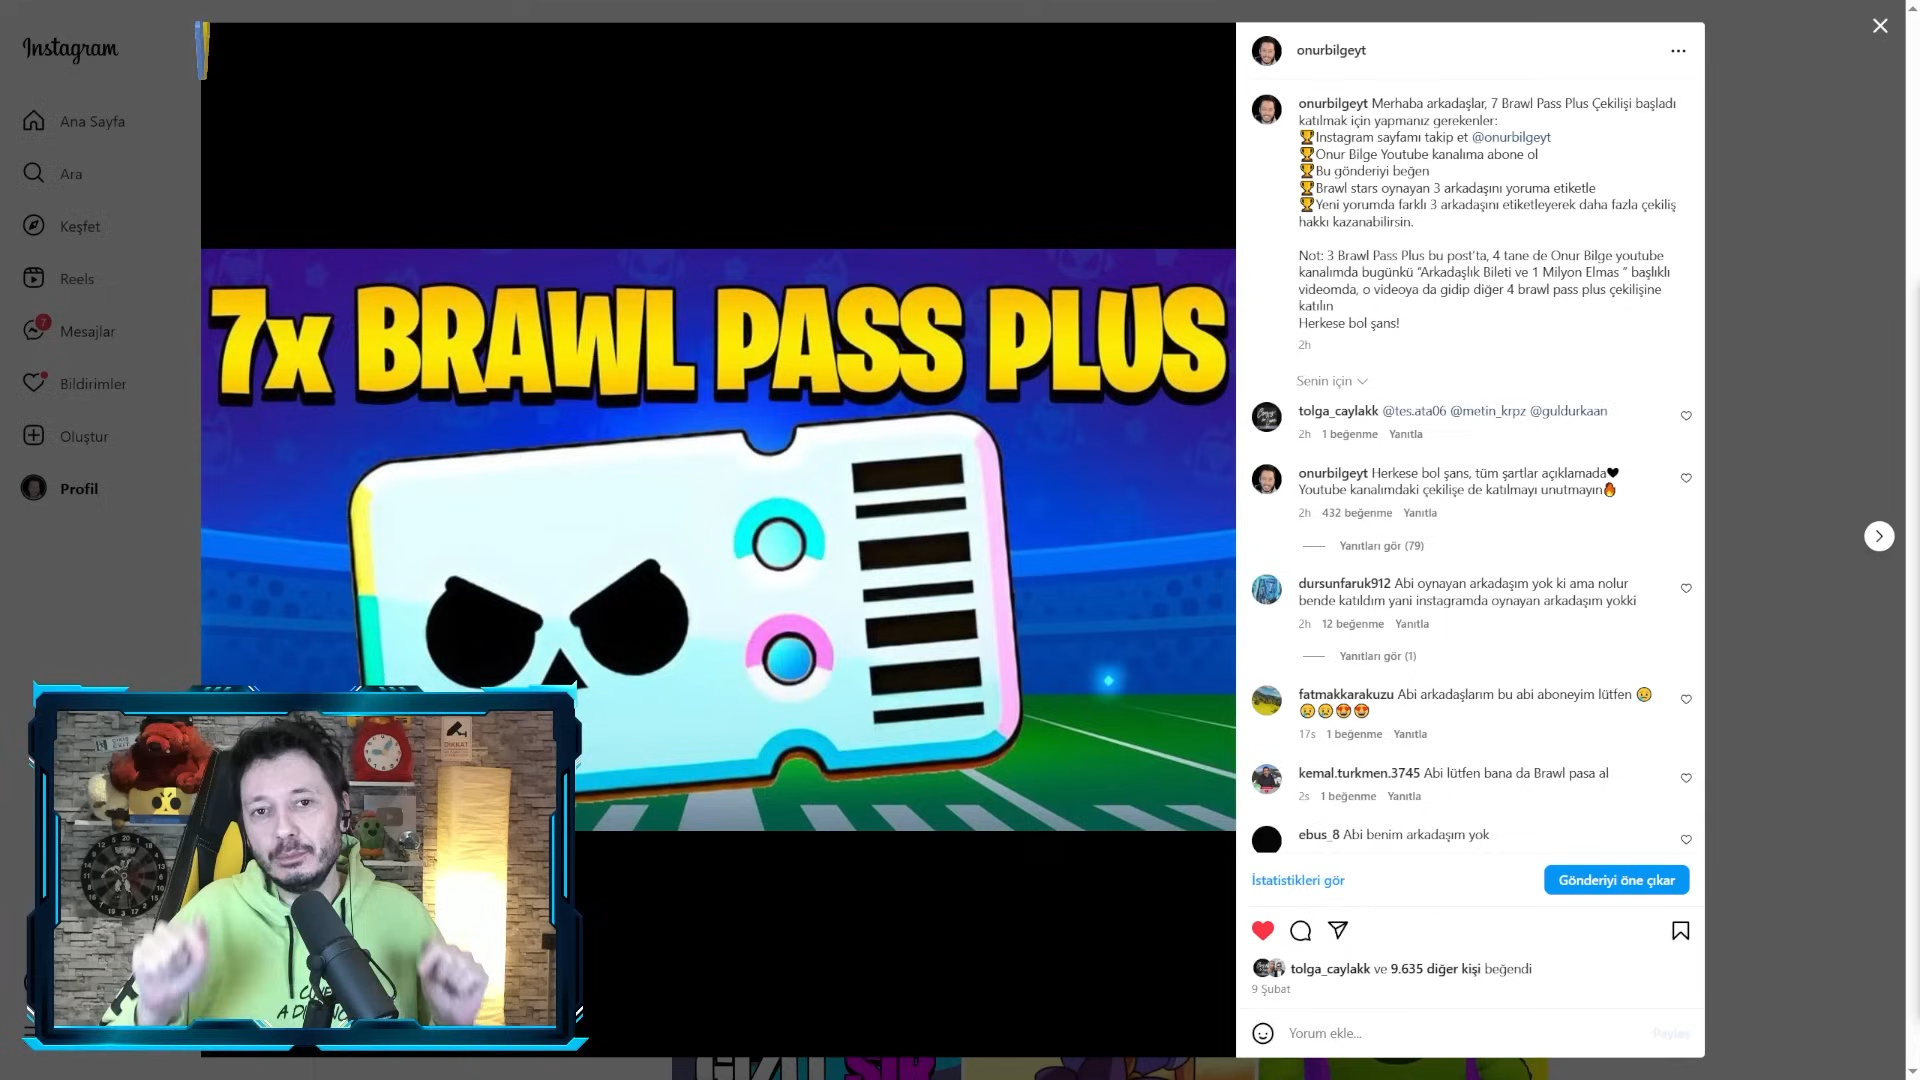 Instagram
Ana Sayfa
Ara
Keşfet
Reels
7
Mesajlar
Bildirimler
Oluştur
Profil
7x BRAWL PASS PLUS
DİKKAT
onurbilgeyt
onurbilgeyt Merhaba arkadaşlar, 7 Brawl Pass Plus Çekilişi başladı
katılmak için yapmanız gerekenler:
🏆Instagram sayfamı takip et @onurbilgeyt
🏆Onur Bilge Youtube kanalıma abone ol
🏆Bu gönderiyi beğen
🏆Brawl stars oynayan 3 arkadaşını yoruma etiketle
🏆Yeni yorumda farklı 3 arkadaşını etiketleyerek daha fazla çekiliş
hakkı kazanabilirsin.
Not: 3 Brawl Pass Plus bu post'ta, 4 tane de Onur Bilge youtube
kanalımda bugünkü “Arkadaşlık Bileti ve 1 Milyon Elmas ” başlıklı
videomda, o videoya da gidip diğer 4 brawl pass plus çekilişine
katılın
Herkese bol şans!
2h
Senin için
tolga_caylakk @tes.ata06 @metin_krpz @guldurkaan
2h 1 beğenme Yanıtla
onurbilgeyt Herkese bol şans, tüm şartlar açıklamada🖤
Youtube kanalımdaki çekilişe de katılmayı unutmayın🔥
2h 432 beğenme Yanıtla
Yanıtları gör (79)
dursunfaruk912 Abi oynayan arkadaşım yok ki ama nolur
bende katıldım yani instagramda oynayan arkadaşım yokki
2h 12 beğenme Yanıtla
Yanıtları gör (1)
fatmakkarakuzu Abi arkadaşlarım bu abi aboneyim lütfen 😥
😥😥😍😍
17s 1 beğenme Yanıtla
kemal.turkmen.3745 Abi lütfen bana da Brawl pasa al
2s 1 beğenme Yanıtla
ebus_8 Abi benim arkadaşım yok
İstatistikleri gör
Gönderiyi öne çıkar
tolga_caylakk ve 9.635 diğer kişi beğendi
9 Şubat
Yorum ekle...
Paylaş